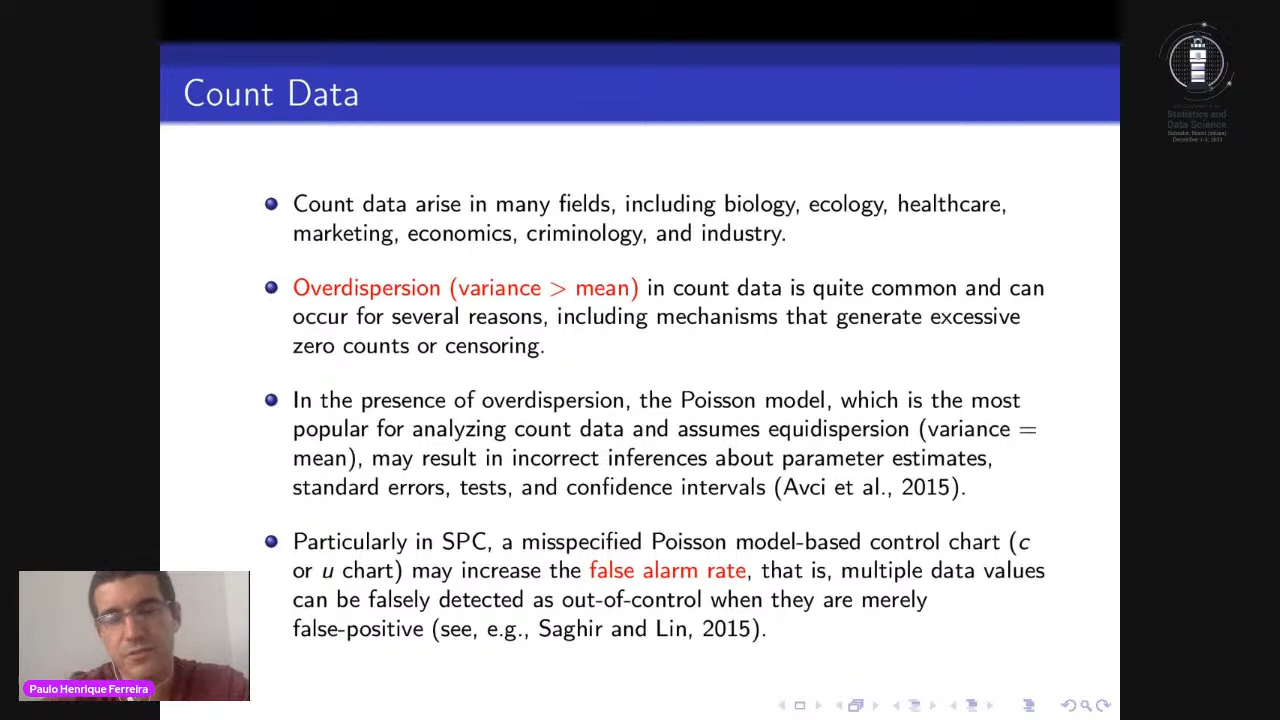 Count Data
Statistics and
Data Science
Count data arise in many fields, including biology, ecology, healthcare,
marketing, economics, criminology, and industry.
Overdispersion (variance > mean) in count data is quite common and can
occur for several reasons, including mechanisms that generate excessive
zero counts or censoring.
In the presence of overdispersion, the Poisson model, which is the most
popular for analyzing count data and assumes equidispersion (variance =
mean), may result in incorrect inferences about parameter estimates,
standard errors, tests, and confidence intervals (Avci et al., 2015).
Particularly in SPC, a misspecified Poisson model-based control chart (c
or u chart) may increase the false alarm rate, that is, multiple data values
can be falsely detected as out-of-control when they are merely
false-positive (see, e.g., Saghir and Lin, 2015).
Paulo Henrique Ferreira